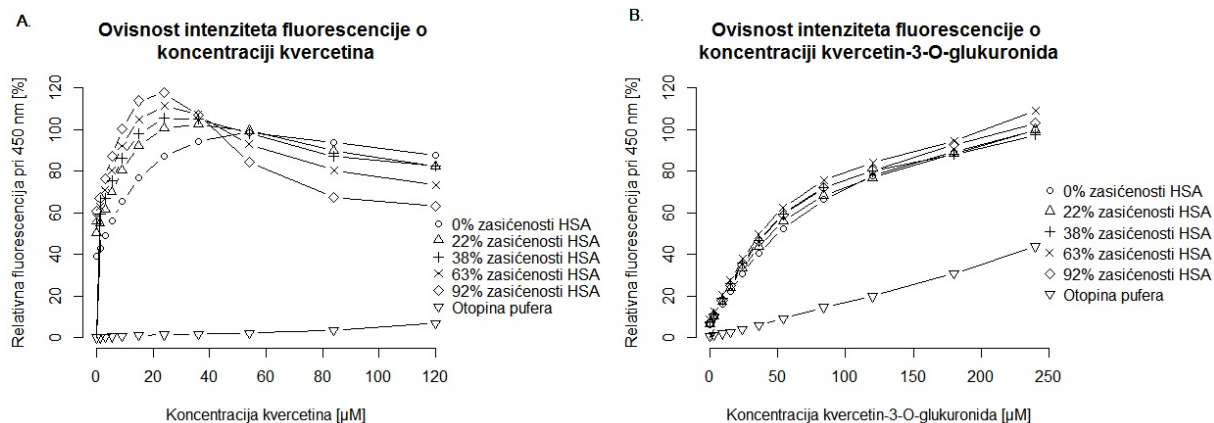 A.
Ovisnost intenziteta fluorescencije o
koncentraciji kvercetina
Relativna fluorescencija pri 450 nm [%]
120
100
80
60
40
20
0
0% zasićenosti HSA
22% zasićenosti HSA
38% zasićenosti HSA
63% zasićenosti HSA
92% zasićenosti HSA
Otopina pufera
0 20 40 60 80 100 120
Koncentracija kvercetina [µM]
B.
Ovisnost intenziteta fluorescencije o
koncentraciji kvercetin-3-O-glukuronida
Relativna fluorescencija pri 450 nm [%]
120
100
80
60
40
20
0
0% zasićenosti HSA
22% zasićenosti HSA
38% zasićenosti HSA
63% zasićenosti HSA
92% zasićenosti HSA
Otopina pufera
0 50 100 150 200 250
Koncentracija kvercetin-3-O-glukuronida [µM]